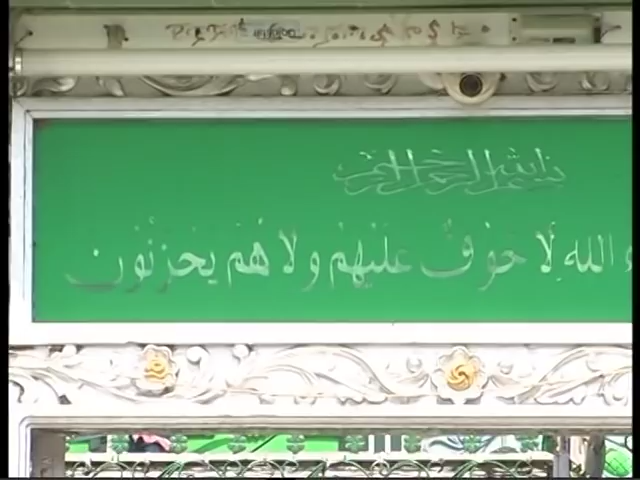 بسم الله الرحمن الرحيم
ء الله لا خوف عليهم ولا هم يحزنون